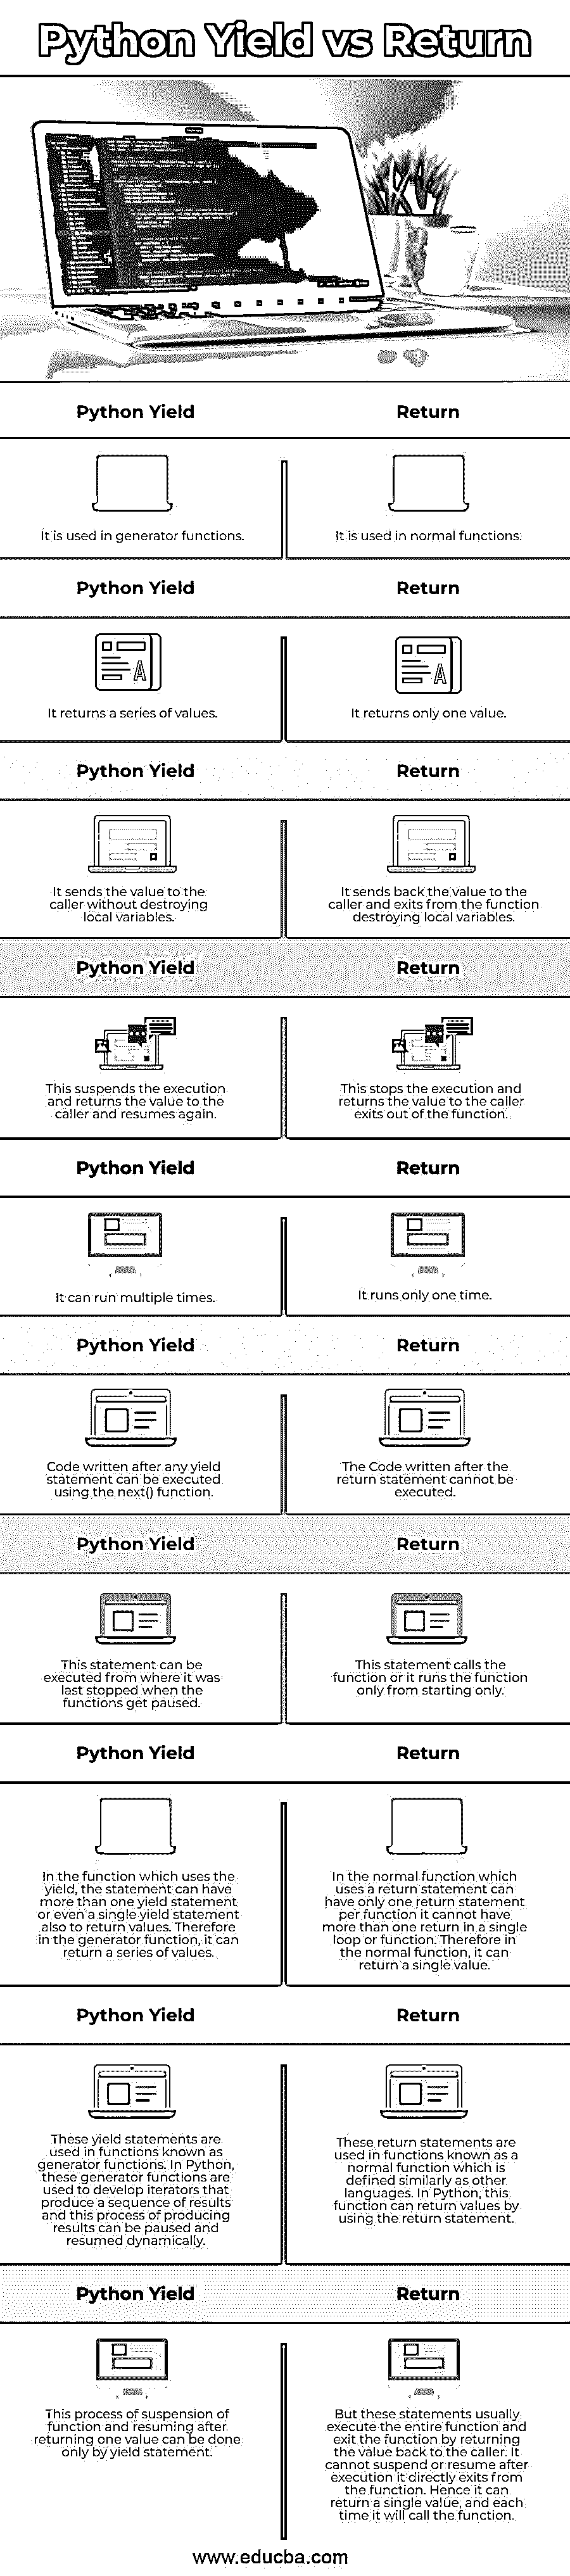 Python Yield vs Return
Python Yield
Return
It is used in generator functions.
It is used in normal functions.
Python Yield
Return
It returns a series of values.
It returns only one value.
Python Yield
Return
It sends the value to the
caller without destroying
local variables.
It sends back the value to the
caller and exits from the function
destroying local variables.
Python Yield
Return
This suspends the execution
and returns the value to the
caller and resumes again.
This stops the execution and
returns the value to the caller
exits out of the function.
Python Yield
Return
It can run multiple times.
It runs only one time.
Python Yield
Return
Code written after any yield
statement can be executed
using the next() function.
The Code written after the
return statement cannot be
executed.
Python Yield
Return
This statement can be
executed from where it was
last stopped when the
functions get paused.
This statement calls the
function or it runs the function
only from starting only.
Python Yield
Return
In the function which uses the
yield, the statement can have
more than one yield statement
or even a single yield statement
also to return values. Therefore
in the generator function, it can
return a series of values.
In the normal function which
uses a return statement can
have only one return statement
per function it cannot have
more than one return in a single
loop or function. Therefore in
the normal function, it can
return a single value.
Python Yield
Return
These yield statements are
used in functions known as
generator functions. In Python,
these generator functions are
used to develop iterators that
produce a sequence of results
and this process of producing
results can be paused and
resumed dynamically.
These return statements are
used in functions known as a
normal function which is
defined similarly as other
languages. In Python, this
function can return values by
using the return statement.
Python Yield
Return
This process of suspension of
function and resuming after
returning one value can be done
only by yield statement.
But these statements usually
execute the entire function and
exit the function by returning
the value back to the caller. It
cannot suspend or resume after
execution it directly exits from
the function. Hence it can
return a single value, and each
time it will call the function.
www.educba.com